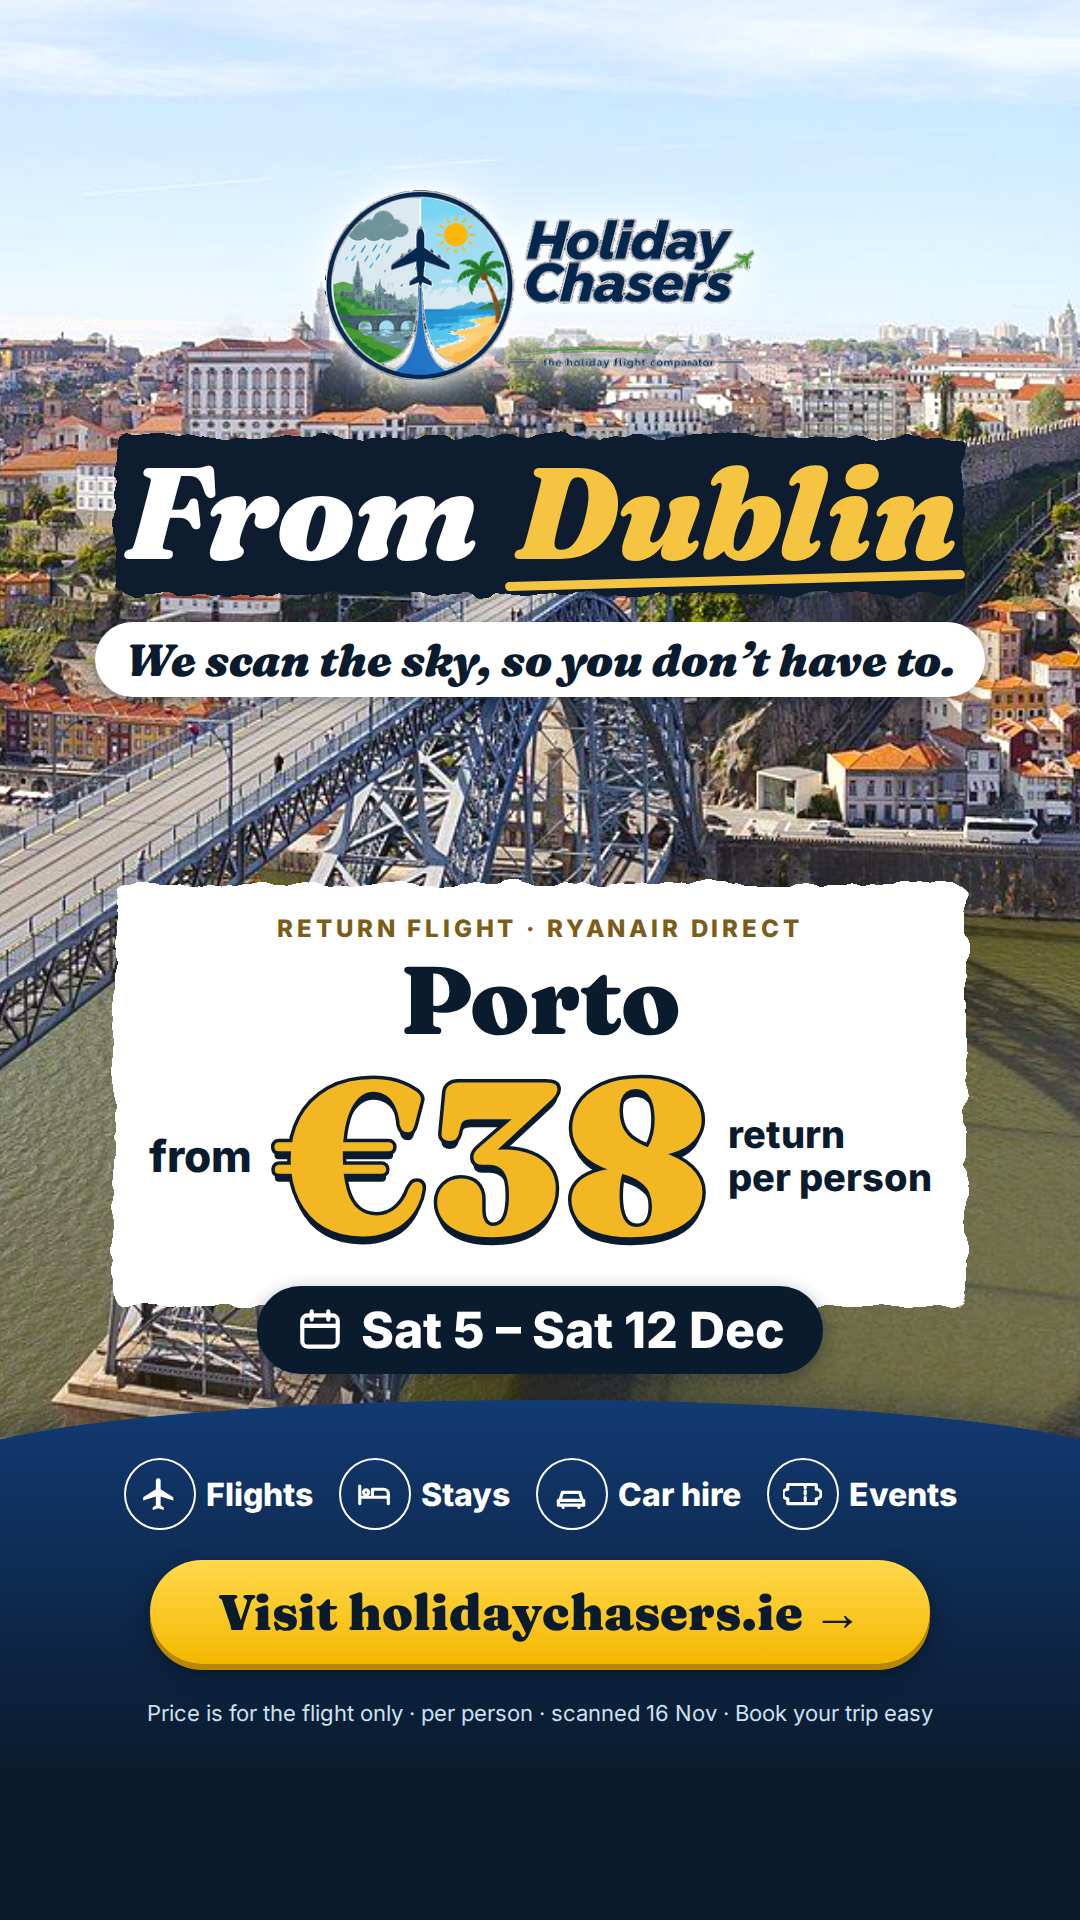 Holiday
Chasers
the holiday flight comparator
From Dublin
We scan the sky, so you don't have to.
RETURN FLIGHT · RYANAIR DIRECT
Porto
from €38 return
per person
Sat 5 – Sat 12 Dec
Flights Stays Car hire Events
Visit holidaychasers.ie →
Price is for the flight only · per person · scanned 16 Nov · Book your trip easy